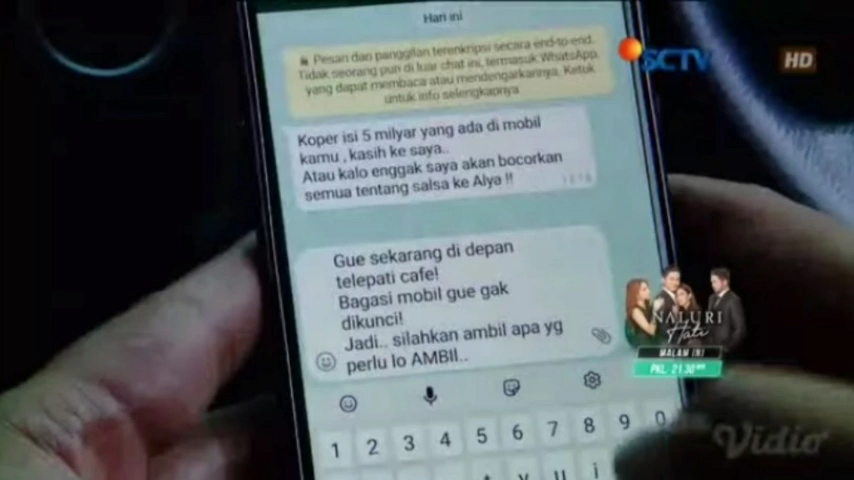 Hari ini
Pesan dan panggilan terenkripsi secara end-to-end.
Tidak seorang pun di luar chat ini, termasuk WhatsApp,
yang dapat membaca atau mendengarkannya. Ketuk
untuk info selengkapnya
SCTV
HD
Koper isi 5 milyar yang ada di mobil
kamu , kasih ke saya..
Atau kalo enggak saya akan bocorkan
semua tentang salsa ke Alya !!
Gue sekarang di depan
telepati cafe!
Bagasi mobil gue gak
dikunci!
Jadi.. silahkan ambil apa yg
perlu lo AMBIl..
NALURI
Hati
MALAM INI
PKL 21.30
1 2 3 4 5 6 7 8 9 0
t y u i
Vidio